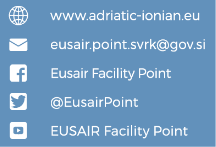 www.adriatic-ionian.eu
eusair.point.svrk@gov.si
Eusair Facility Point
@EusairPoint
EUSAIR Facility Point